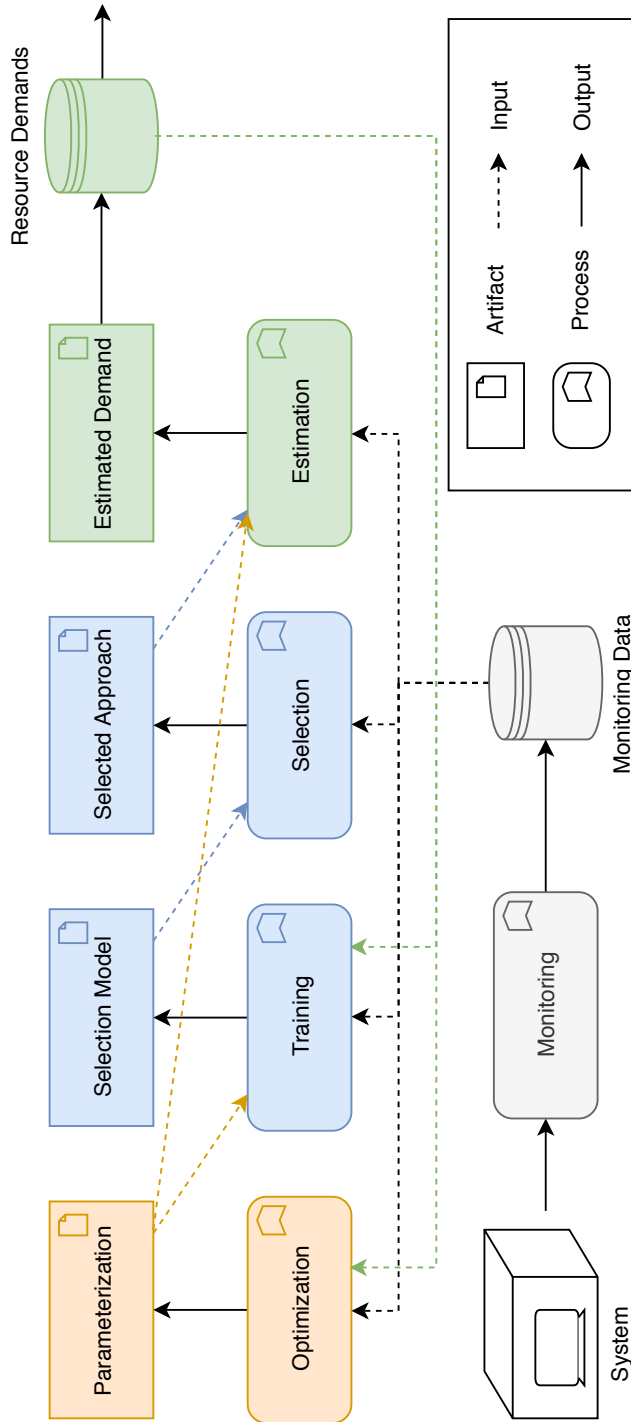 Resource Demands
Parameterization
Selection Model
Selected Approach
Estimated Demand
Optimization
Training
Selection
Estimation
System
Monitoring
Monitoring Data
Artifact
Input
Process
Output